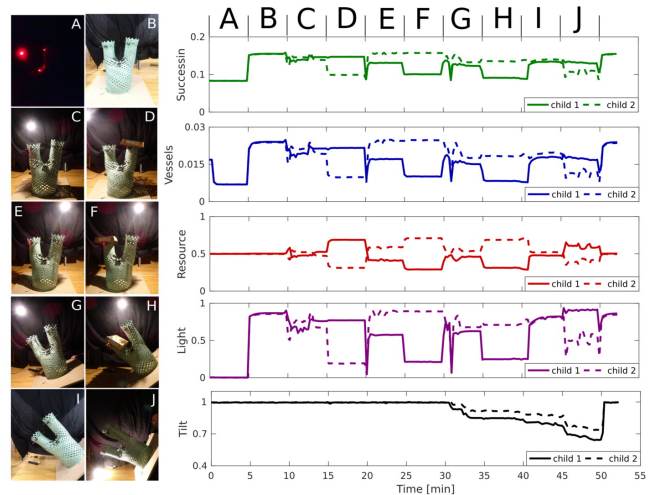 A B C D E F G H I J
A B
C D
E F
G H
I J
0.2
0.1
0
Successin
child 1 child 2
0.03
0.015
0
Vessels
child 1 child 2
1
0.5
0
Resource
child 1 child 2
1
0.5
0
Light
child 1 child 2
1
0.7
0.4
Tilt
child 1 child 2
0 5 10 15 20 25 30 35 40 45 50 55
Time [min]